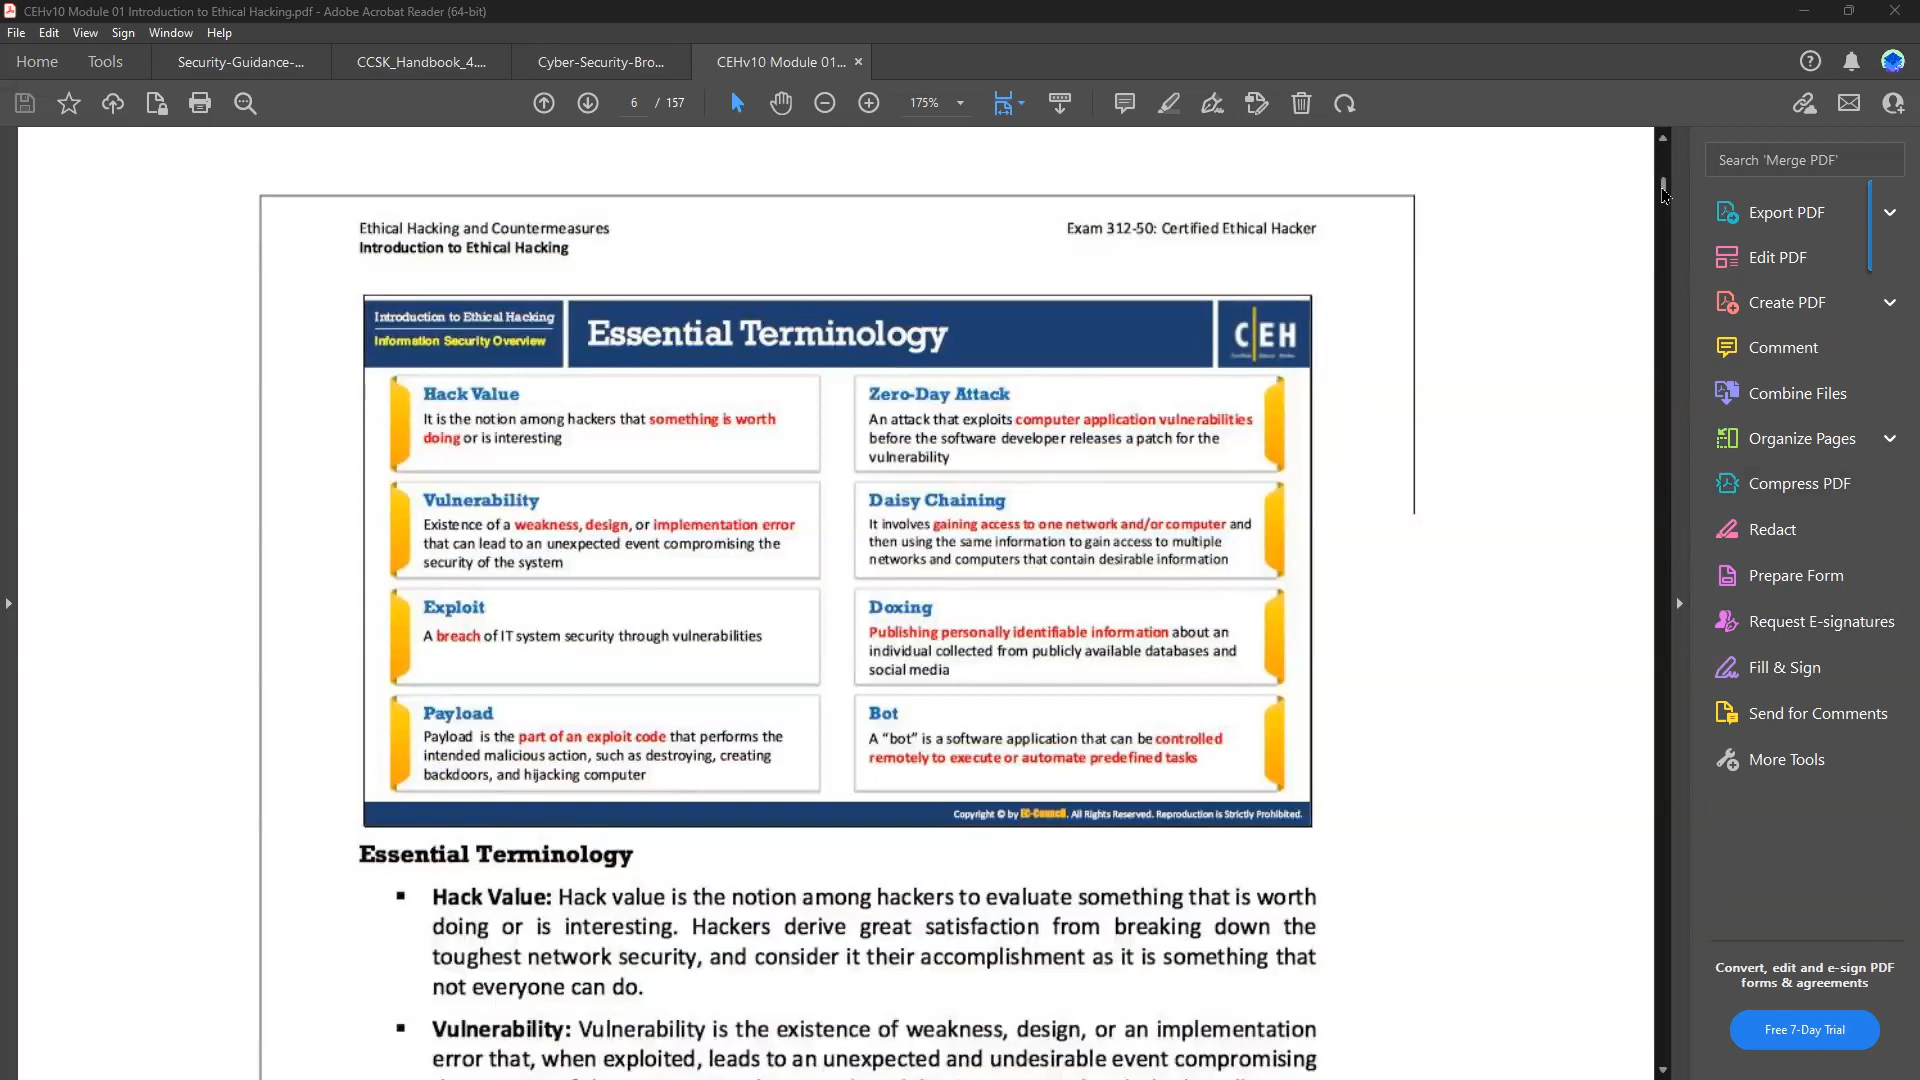 CEHv10 Module 01 Introduction to Ethical Hacking.pdf - Adobe Acrobat Reader (64-bit)
File Edit View Sign Window Help
Home Tools Security-Guidance-... CCSK_Handbook_4.... Cyber-Security-Bro... CEHv10 Module 01... ×
6 / 157 175%
Search 'Merge PDF'
Export PDF
Edit PDF
Create PDF
Comment
Combine Files
Organize Pages
Compress PDF
Redact
Prepare Form
Request E-signatures
Fill & Sign
Send for Comments
More Tools
Convert, edit and e-sign PDF
forms & agreements
Free 7-Day Trial
Ethical Hacking and Countermeasures
Introduction to Ethical Hacking
Exam 312-50: Certified Ethical Hacker
Introduction to Ethical Hacking
Information Security Overview
Essential Terminology
CEH
Hack Value
It is the notion among hackers that something is worth
doing or is interesting
Zero-Day Attack
An attack that exploits computer application vulnerabilities
before the software developer releases a patch for the
vulnerability
Vulnerability
Existence of a weakness, design, or implementation error
that can lead to an unexpected event compromising the
security of the system
Daisy Chaining
It involves gaining access to one network and/or computer and
then using the same information to gain access to multiple
networks and computers that contain desirable information
Exploit
A breach of IT system security through vulnerabilities
Doxing
Publishing personally identifiable information about an
individual collected from publicly available databases and
social media
Payload
Payload is the part of an exploit code that performs the
intended malicious action, such as destroying, creating
backdoors, and hijacking computer
Bot
A "bot" is a software application that can be controlled
remotely to execute or automate predefined tasks
Copyright © by EC-Council. All Rights Reserved. Reproduction is Strictly Prohibited.
Essential Terminology
▪ Hack Value: Hack value is the notion among hackers to evaluate something that is worth
doing or is interesting. Hackers derive great satisfaction from breaking down the
toughest network security, and consider it their accomplishment as it is something that
not everyone can do.
▪ Vulnerability: Vulnerability is the existence of weakness, design, or an implementation
error that, when exploited, leads to an unexpected and undesirable event compromising